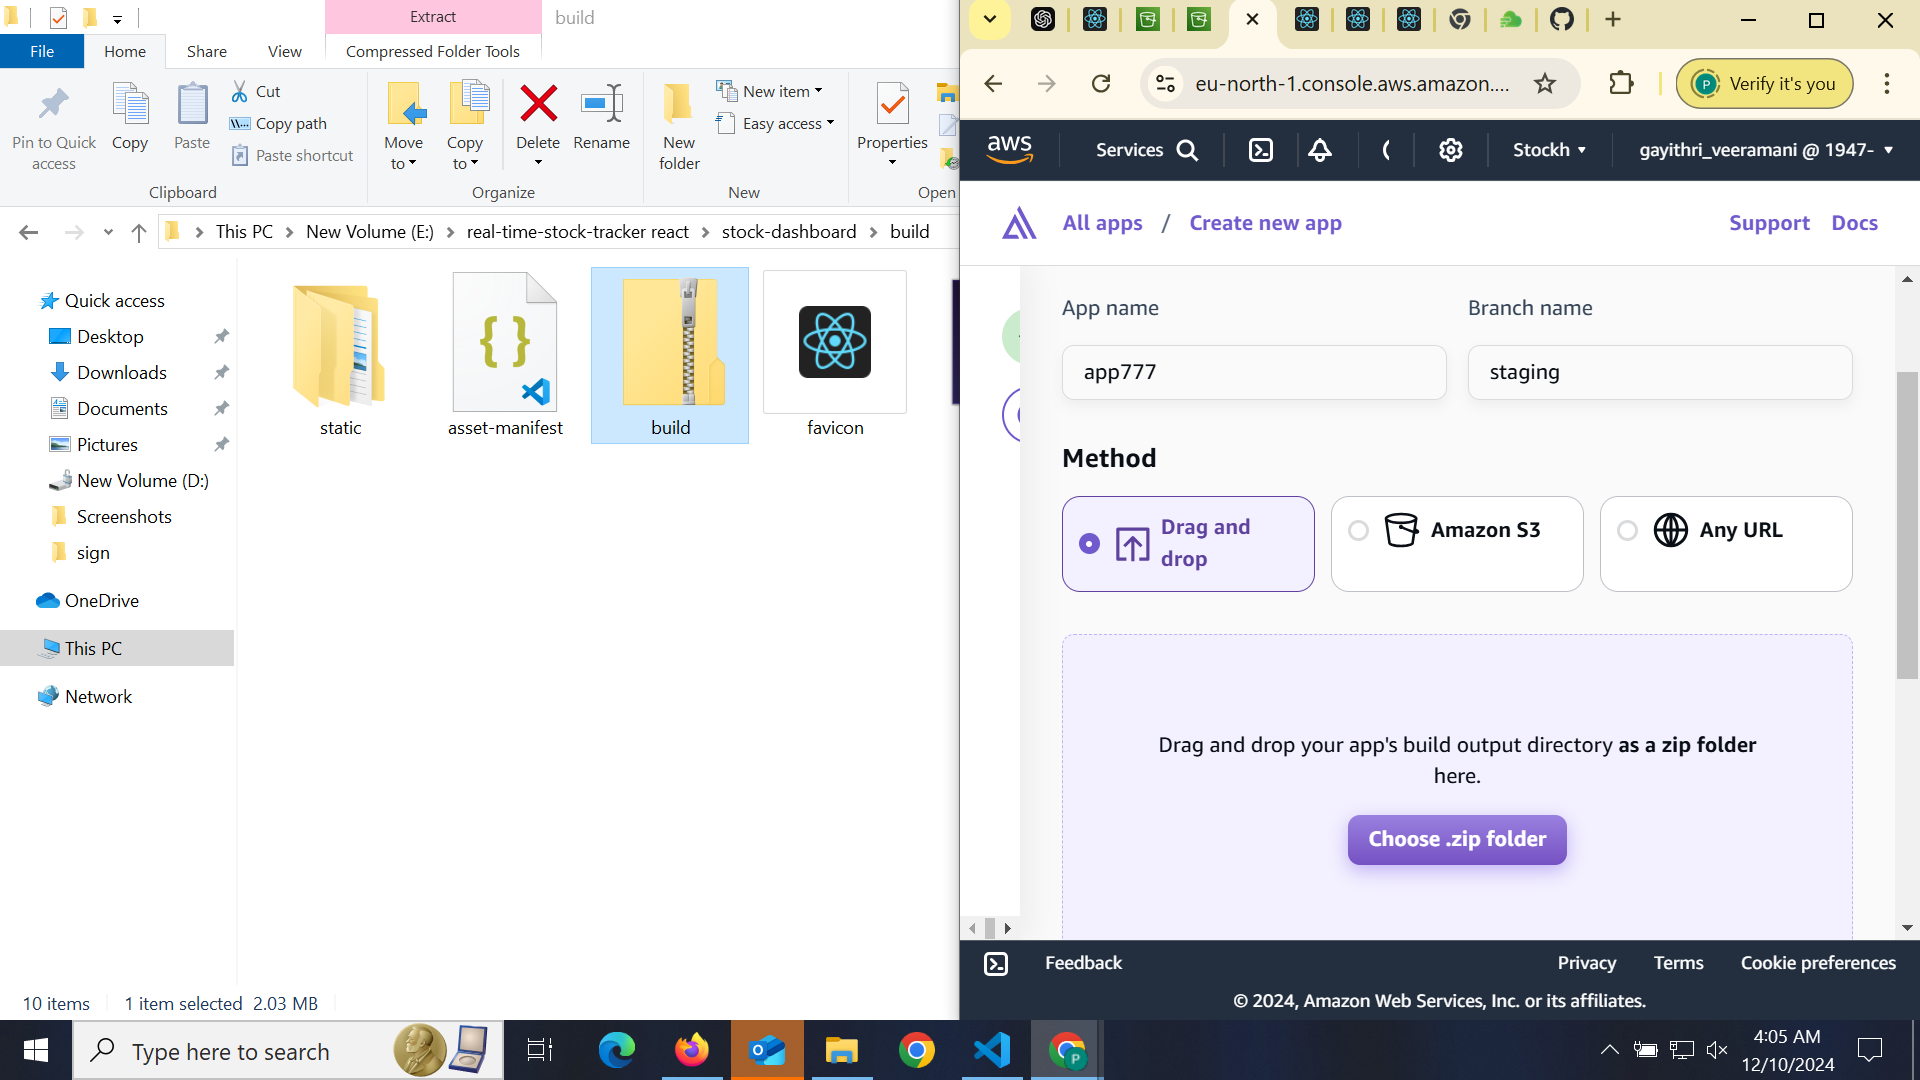 Extract
build
File
Home
Share
View
Compressed Folder Tools
Pin to Quick access
Copy
Paste
Cut
Copy path
Paste shortcut
Clipboard
Move to
Copy to
Delete
Rename
Organize
New folder
New item
Easy access
New
Properties
Open
This PC
New Volume (E:)
real-time-stock-tracker react
stock-dashboard
build
Quick access
Desktop
Downloads
Documents
Pictures
New Volume (D:)
Screenshots
sign
OneDrive
This PC
Network
static
asset-manifest
build
favicon
10 items
1 item selected 2.03 MB
eu-north-1.console.aws.amazon....
P
Verify it's you
aws
Services
Stockh
gayithri_veeramani @ 1947-
All apps / Create new app
Support
Docs
App name
Branch name
app777
staging
Method
Drag and drop
Amazon S3
Any URL
Drag and drop your app's build output directory as a zip folder
here.
Choose .zip folder
Feedback
Privacy
Terms
Cookie preferences
© 2024, Amazon Web Services, Inc. or its affiliates.
Type here to search
P
4:05 AM
12/10/2024